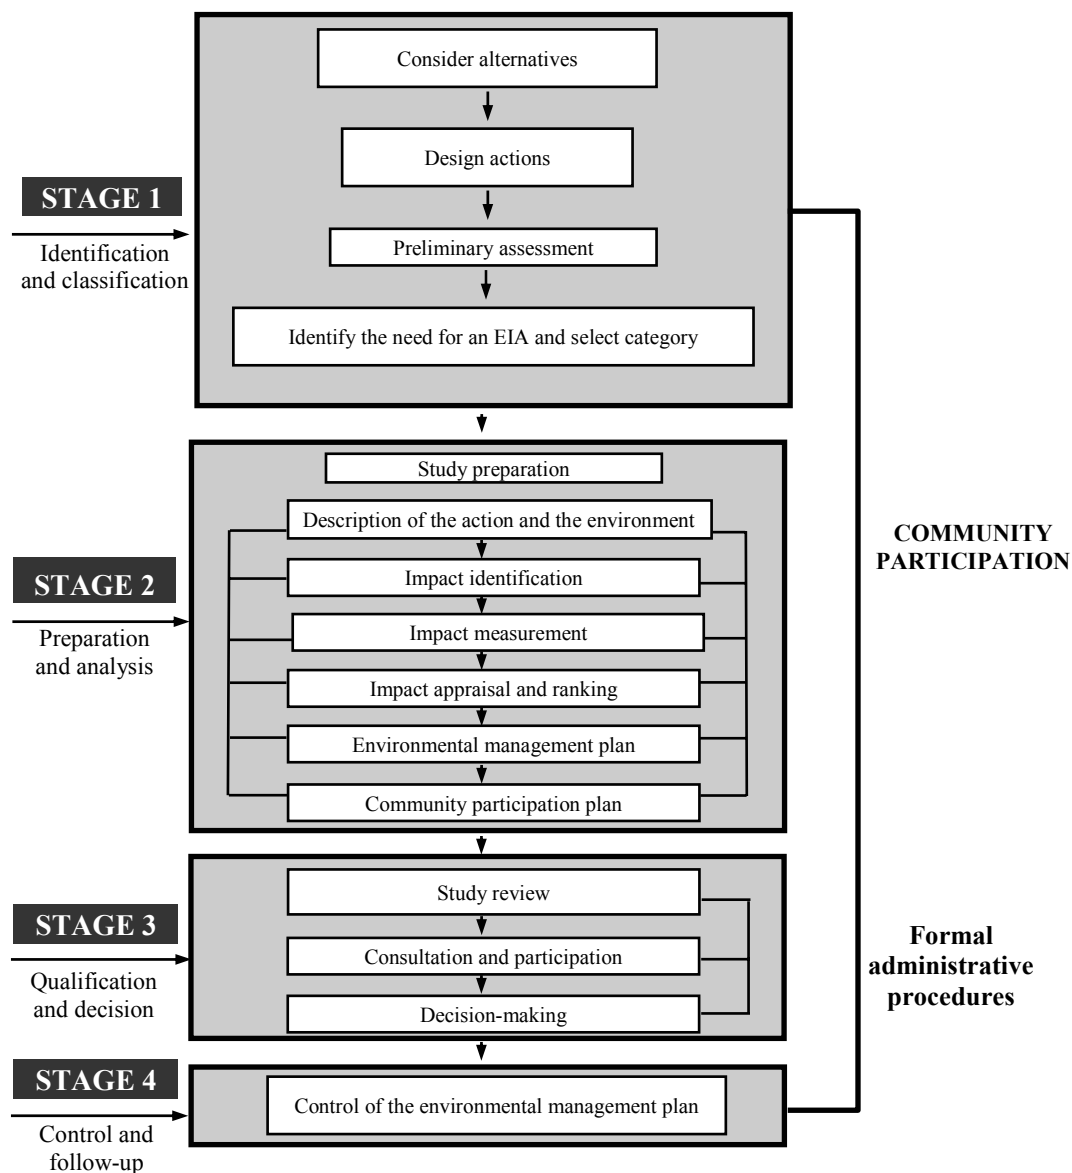 Consider alternatives
Design actions
STAGE 1
Identification
and classification
Preliminary assessment
Identify the need for an EIA and select category
Study preparation
Description of the action and the environment
COMMUNITY
PARTICIPATION
STAGE 2
Preparation
and analysis
Impact identification
Impact measurement
Impact appraisal and ranking
Environmental management plan
Community participation plan
STAGE 3
Qualification
and decision
Study review
Consultation and participation
Decision-making
Formal
administrative
procedures
STAGE 4
Control and
follow-up
Control of the environmental management plan